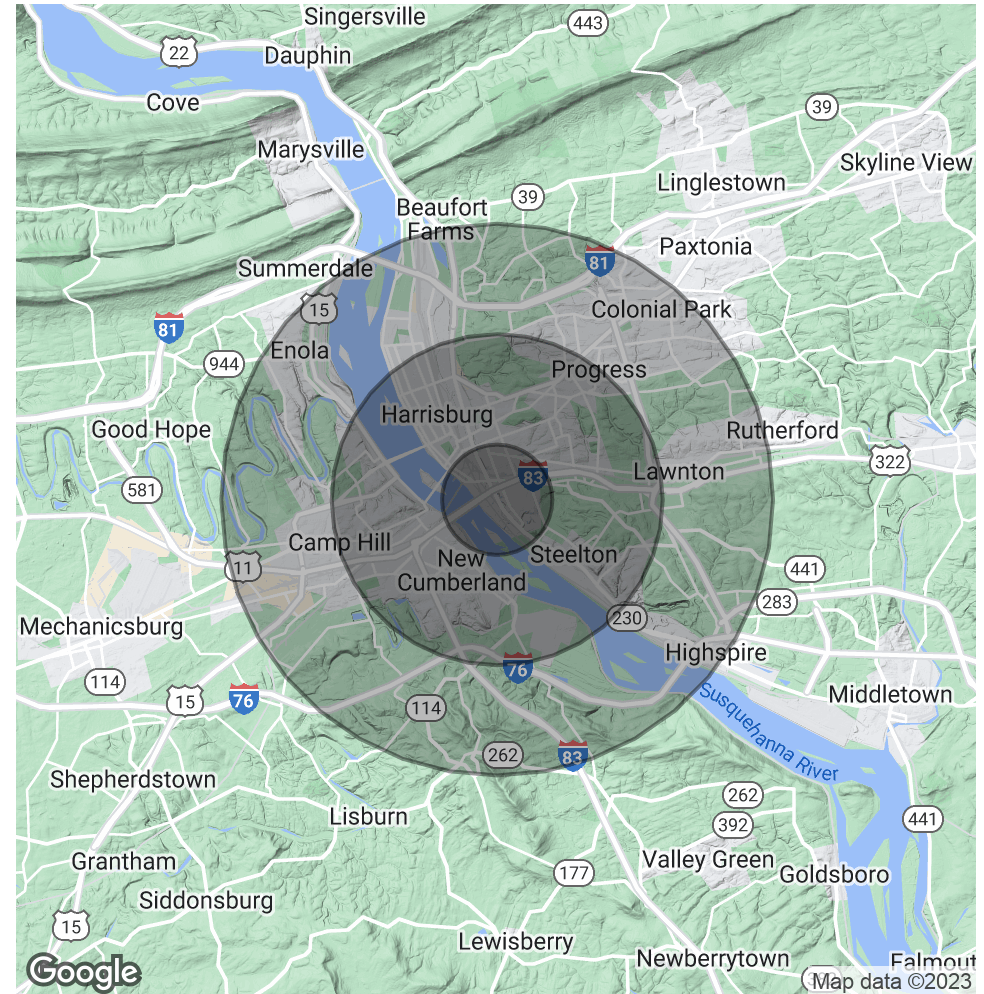 Singersville
443
22
Dauphin
Cove
39
Marysville
Skyline View
Linglestown
39
Beaufort
Farms
Paxtonia
81
Summerdale
15
Colonial Park
81
Enola
944
Progress
Harrisburg
Good Hope
Rutherford
322
Lawnton
83
581
Camp Hill
Steelton
New
Cumberland
11
441
283
230
Mechanicsburg
Highspire
76
114
15
76
Middletown
114
Susquehanna River
262
83
Shepherdstown
262
Lisburn
441
392
Grantham
Valley Green
177
Goldsboro
Siddonsburg
15
Lewisberry
Newberrytown
Falmout
Google
Map data ©2023